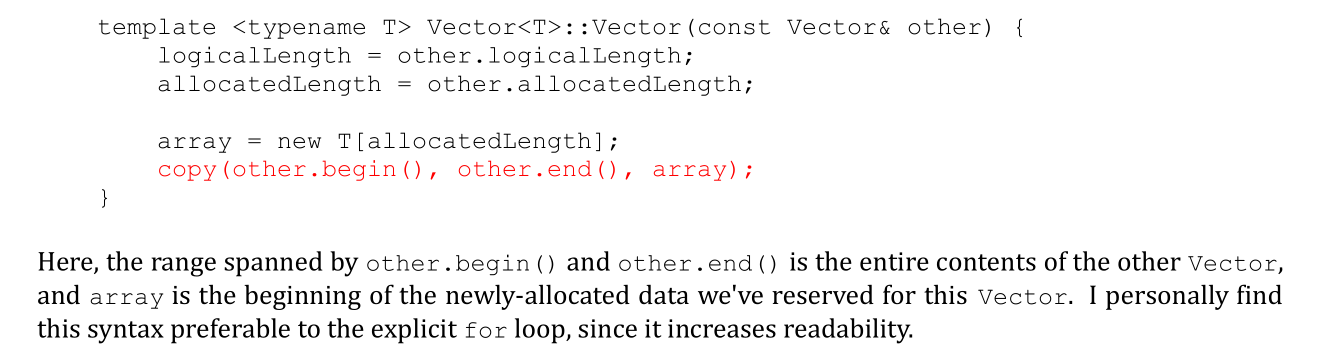 template <typename T> Vector<T>::Vector(const Vector& other) {
    logicalLength = other.logicalLength;
    allocatedLength = other.allocatedLength;

    array = new T[allocatedLength];
    copy(other.begin(), other.end(), array);
}
Here, the range spanned by other.begin() and other.end() is the entire contents of the other Vector,
and array is the beginning of the newly-allocated data we've reserved for this Vector. I personally find
this syntax preferable to the explicit for loop, since it increases readability.